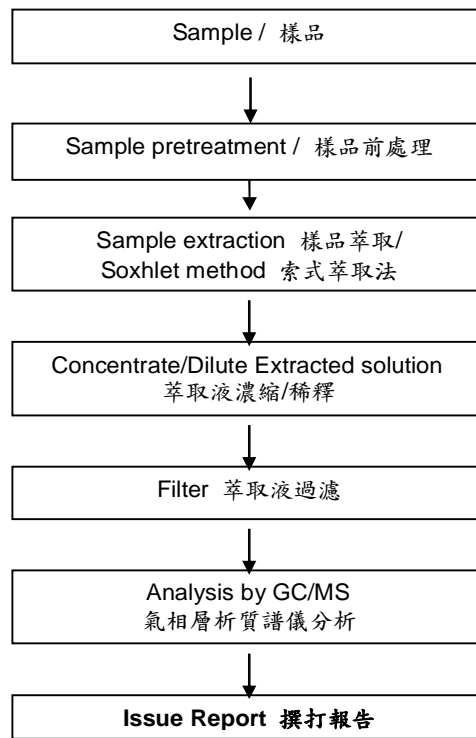 Sample / 樣品
Sample pretreatment / 樣品前處理
Sample extraction 樣品萃取/
Soxhlet method 索式萃取法
Concentrate/Dilute Extracted solution
萃取液濃縮/稀釋
Filter 萃取液過濾
Analysis by GC/MS
氣相層析質譜儀分析
Issue Report 撰打報告